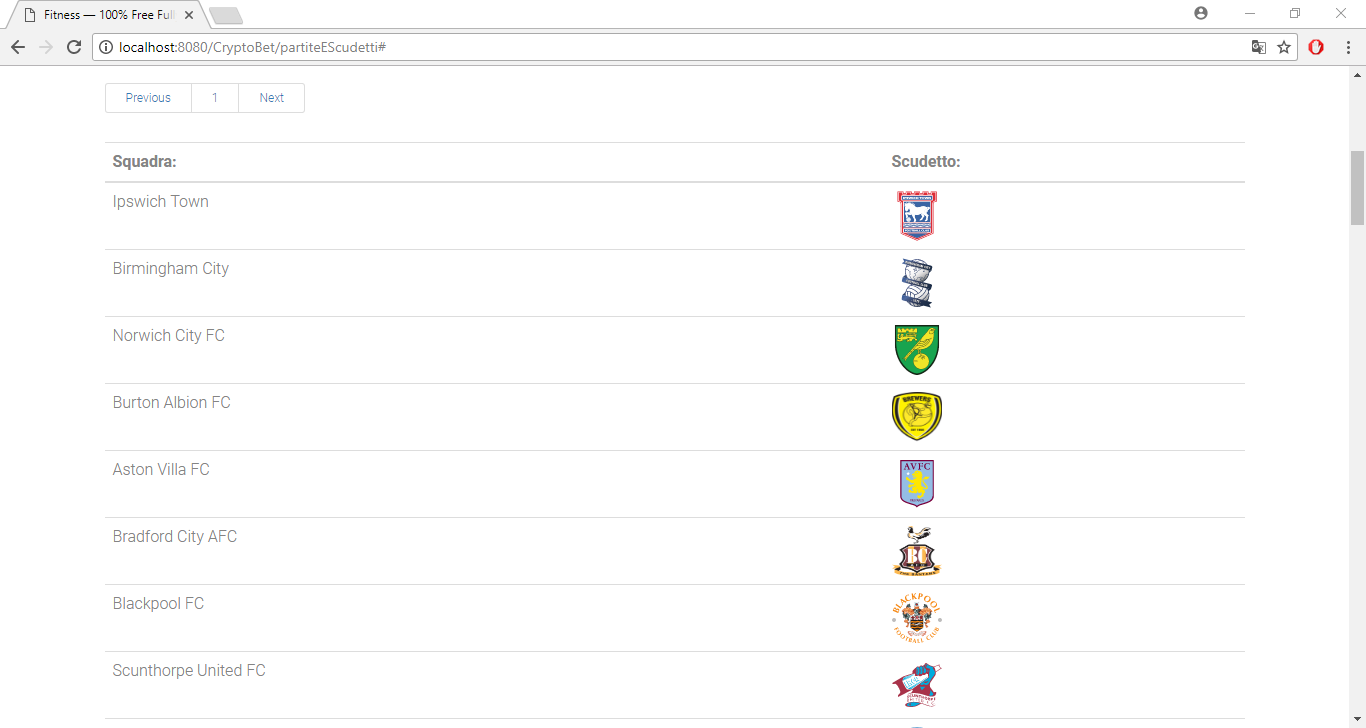 Fitness — 100% Free Full
localhost:8080/CryptoBet/partiteEScudetti#
Previous 1 Next
Squadra: Scudetto:
Ipswich Town
Birmingham City
Norwich City FC
Burton Albion FC
BREWERS
Aston Villa FC
AVFC
Bradford City AFC
BC
Blackpool FC
BLACKPOOL
FOOTBALL CLUB
Scunthorpe United FC